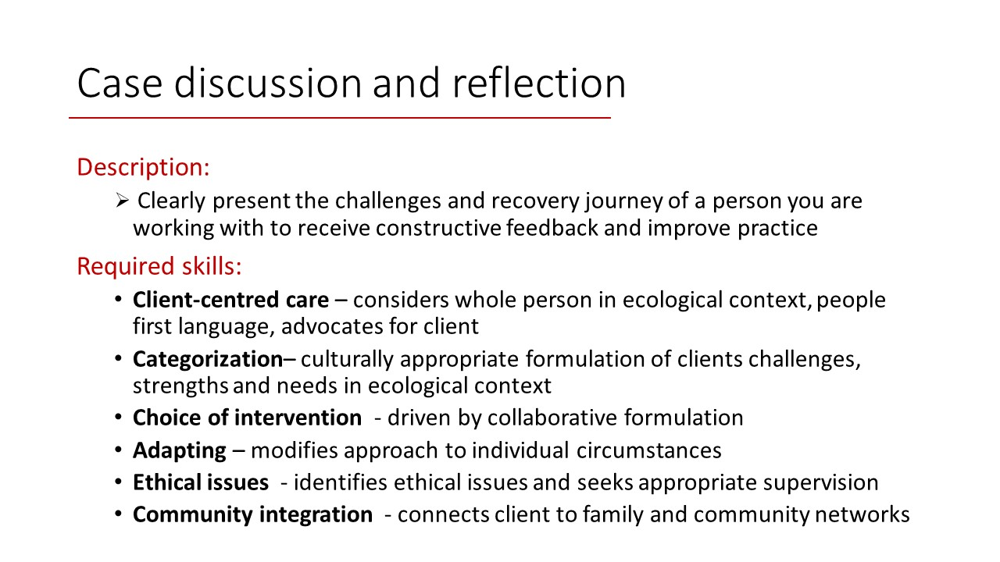 Case discussion and reflection
Description:
➢ Clearly present the challenges and recovery journey of a person you are
working with to receive constructive feedback and improve practice
Required skills:
• Client-centred care – considers whole person in ecological context, people
first language, advocates for client
• Categorization– culturally appropriate formulation of clients challenges,
strengths and needs in ecological context
• Choice of intervention - driven by collaborative formulation
• Adapting – modifies approach to individual circumstances
• Ethical issues - identifies ethical issues and seeks appropriate supervision
• Community integration - connects client to family and community networks